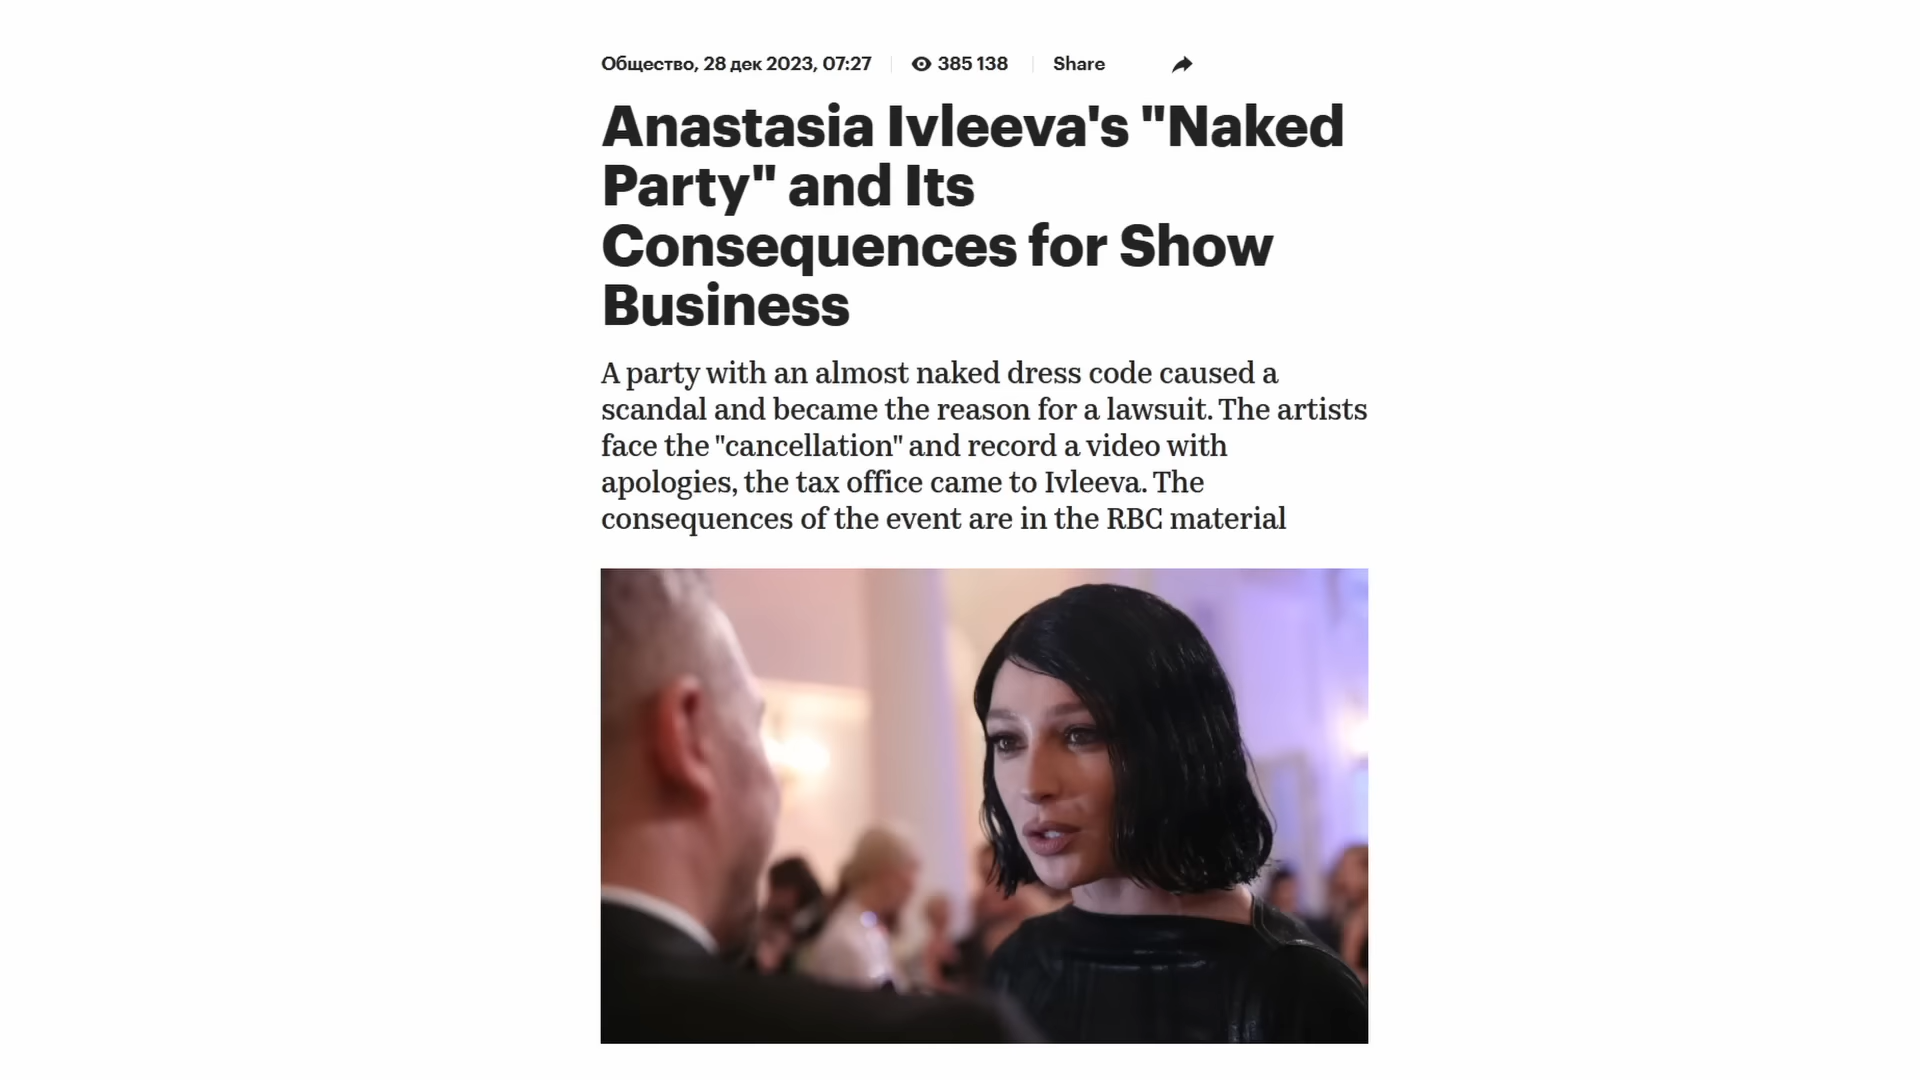 Общество, 28 дек 2023, 07:27 385 138 Share
Anastasia Ivleeva's "Naked
Party" and Its
Consequences for Show
Business
A party with an almost naked dress code caused a
scandal and became the reason for a lawsuit. The artists
face the "cancellation" and record a video with
apologies, the tax office came to Ivleeva. The
consequences of the event are in the RBC material